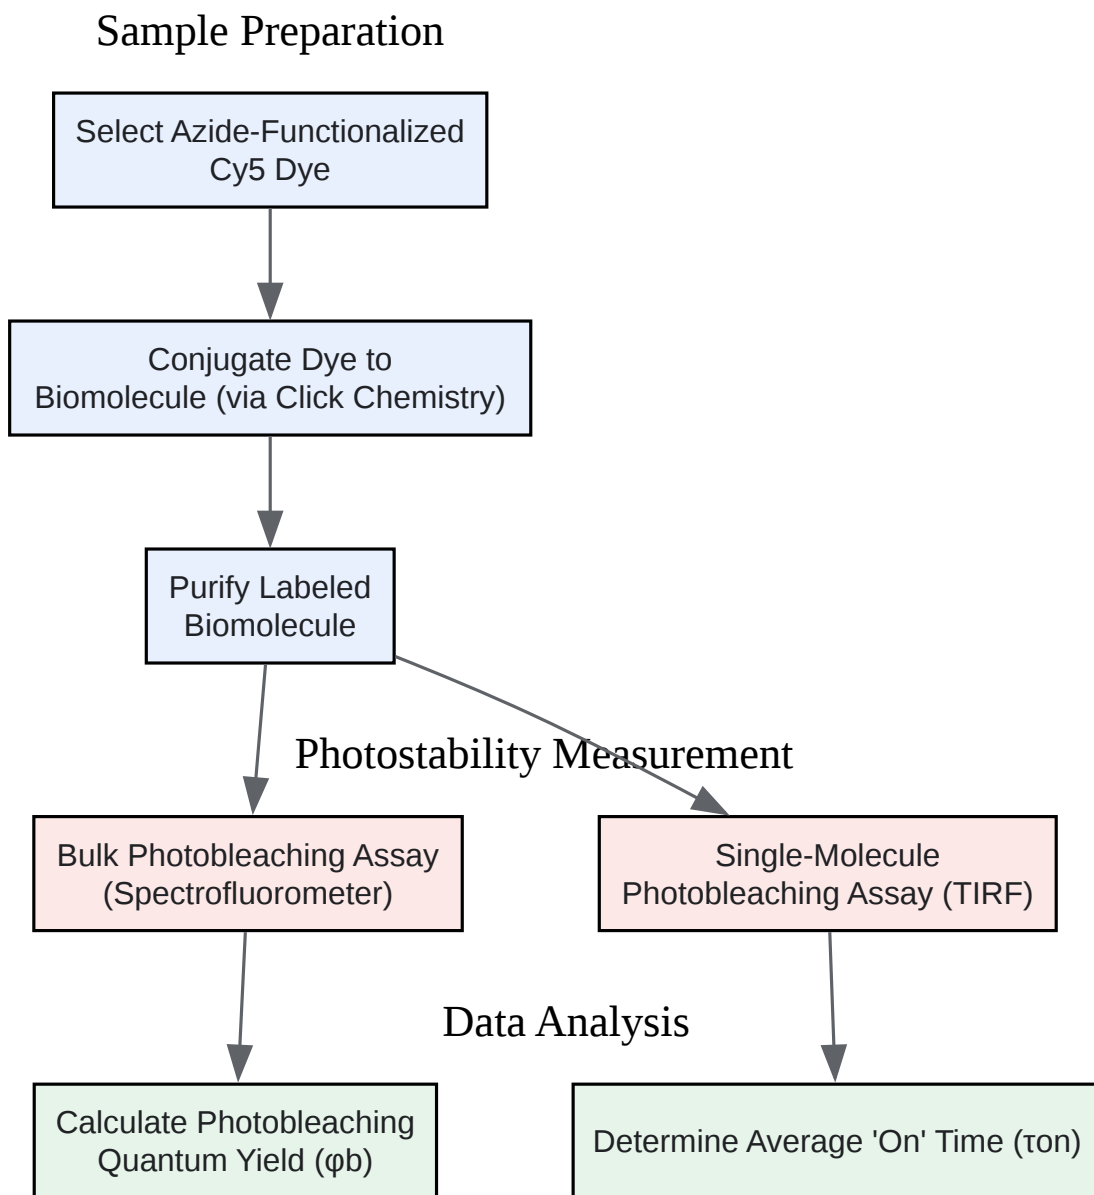 Sample Preparation
Select Azide-Functionalized
Cy5 Dye
Conjugate Dye to
Biomolecule (via Click Chemistry)
Purify Labeled
Biomolecule
Photostability Measurement
Bulk Photobleaching Assay
(Spectrofluorometer)
Single-Molecule
Photobleaching Assay (TIRF)
Data Analysis
Calculate Photobleaching
Quantum Yield (φb)
Determine Average 'On' Time (τon)